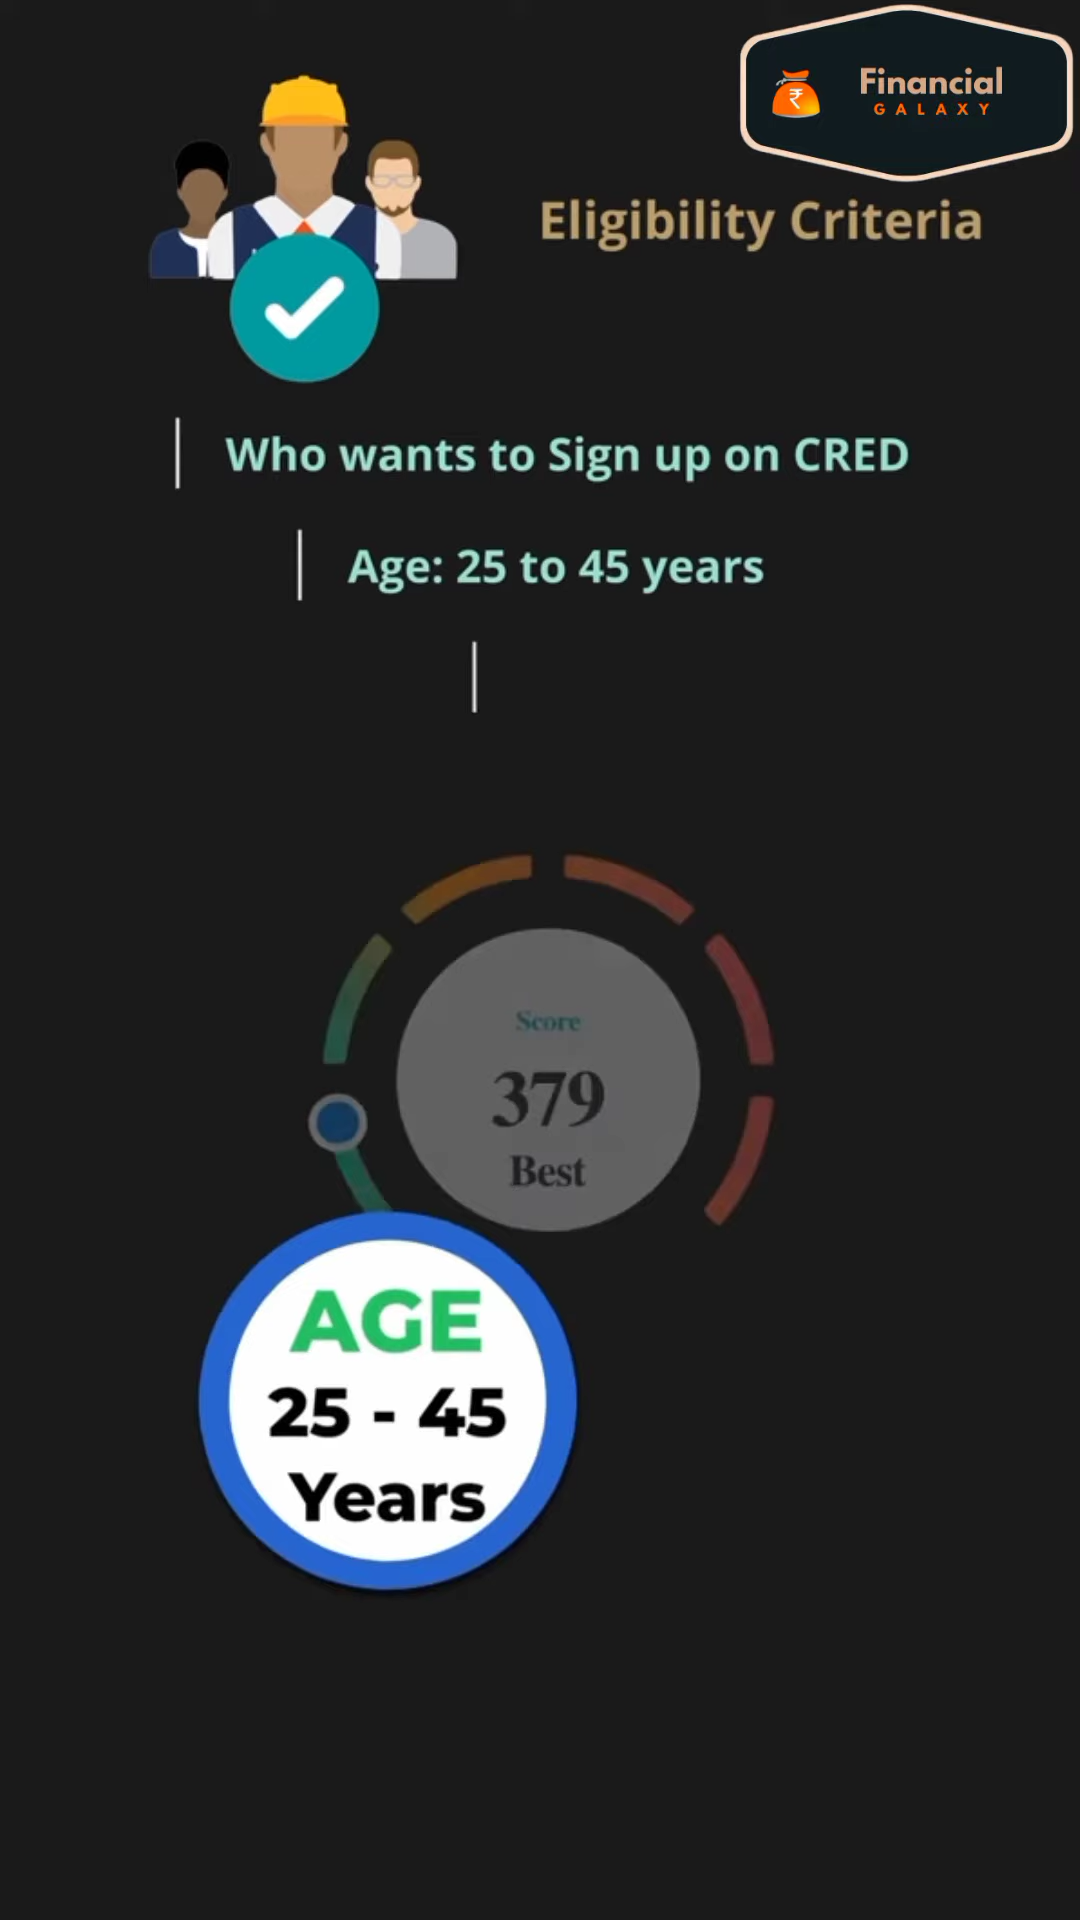 Financial
GALAXY
Eligibility Criteria
Who wants to Sign up on CRED
Age: 25 to 45 years
Score
379
Best
AGE
25 - 45
Years